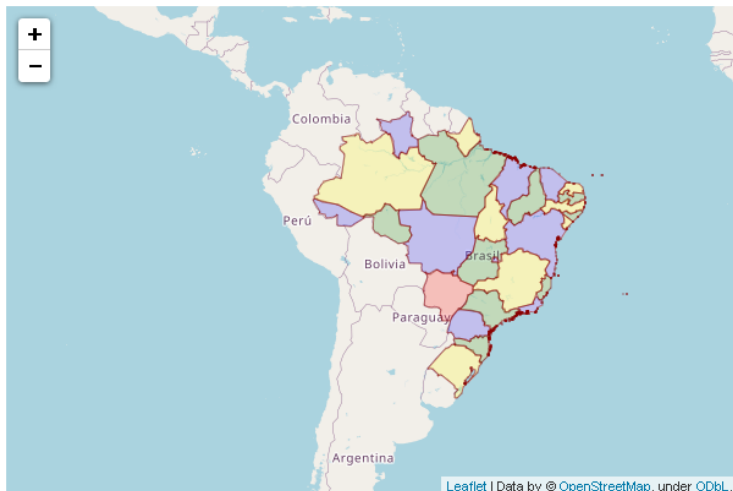 +
−
Colombia
Perú
Brasil
Bolivia
Paraguay
Argentina
Leaflet | Data by © OpenStreetMap, under ODbL.